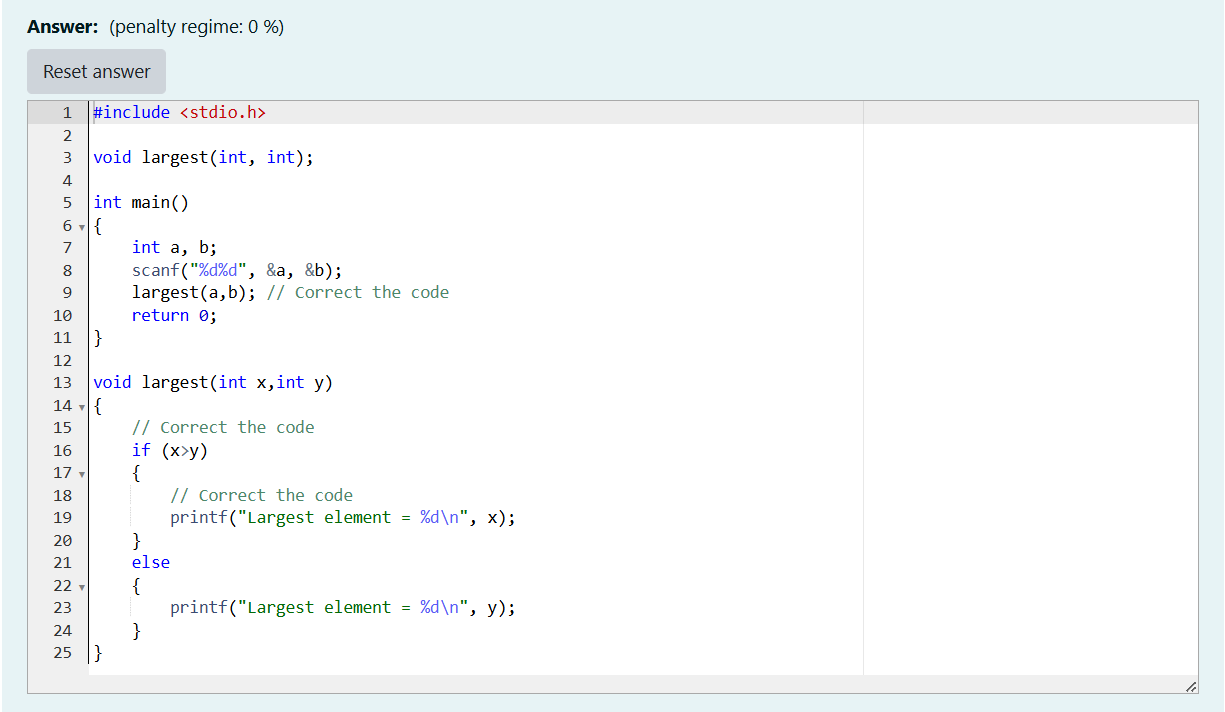 Answer: (penalty regime: 0 %)
Reset answer
1 #include <stdio.h>
2
3 void largest(int, int);
4
5 int main()
6 {
7     int a, b;
8     scanf("%d%d", &a, &b);
9     largest(a,b); // Correct the code
10     return 0;
11 }
12
13 void largest(int x,int y)
14 {
15     // Correct the code
16     if (x>y)
17     {
18         // Correct the code
19         printf("Largest element = %d\n", x);
20     }
21     else
22     {
23         printf("Largest element = %d\n", y);
24     }
25 }